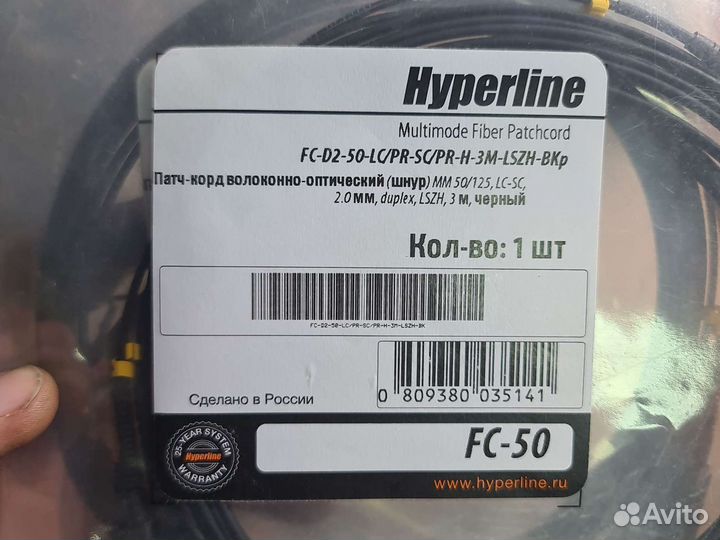 Hyperline
Multimode Fiber Patchcord
FC-D2-50-LC/PR-SC/PR-H-3M-LSZH-BKp
Патч-корд волоконно-оптический (шнур) MM 50/125, LC-SC,
2.0 мм, duplex, LSZH, 3 м, черный
Кол-во: 1 шт
FC-D2-50-LC/PR-SC/PR-H-3M-LSZH-BK
Сделано в России
0 809380 035141
25-YEAR SYSTEM
Hyperline
WARRANTY
FC-50
www.hyperline.ru
Avito